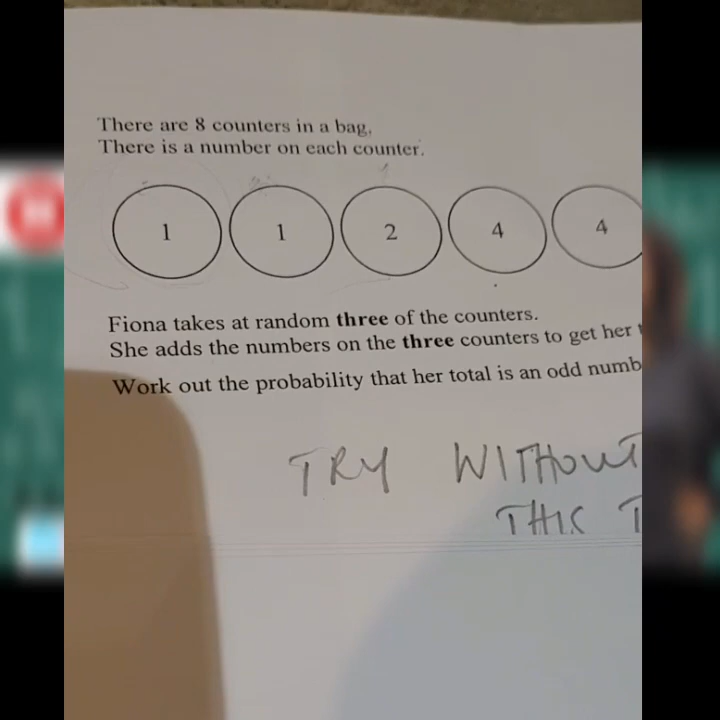 There are 8 counters in a bag.
There is a number on each counter.
1 1 2 4 4
Fiona takes at random three of the counters.
She adds the numbers on the three counters to get her
Work out the probability that her total is an odd numb
TRY WITHOUT
THIS T